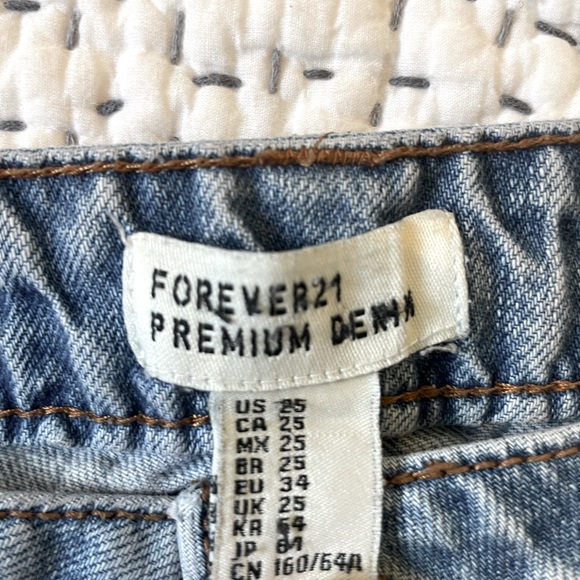 FOREVER21
PREMIUM DENIM
US 25
CA 25
MX 25
BR 25
EU 34
UK 25
KR 64
JP 61
CN 160/64A